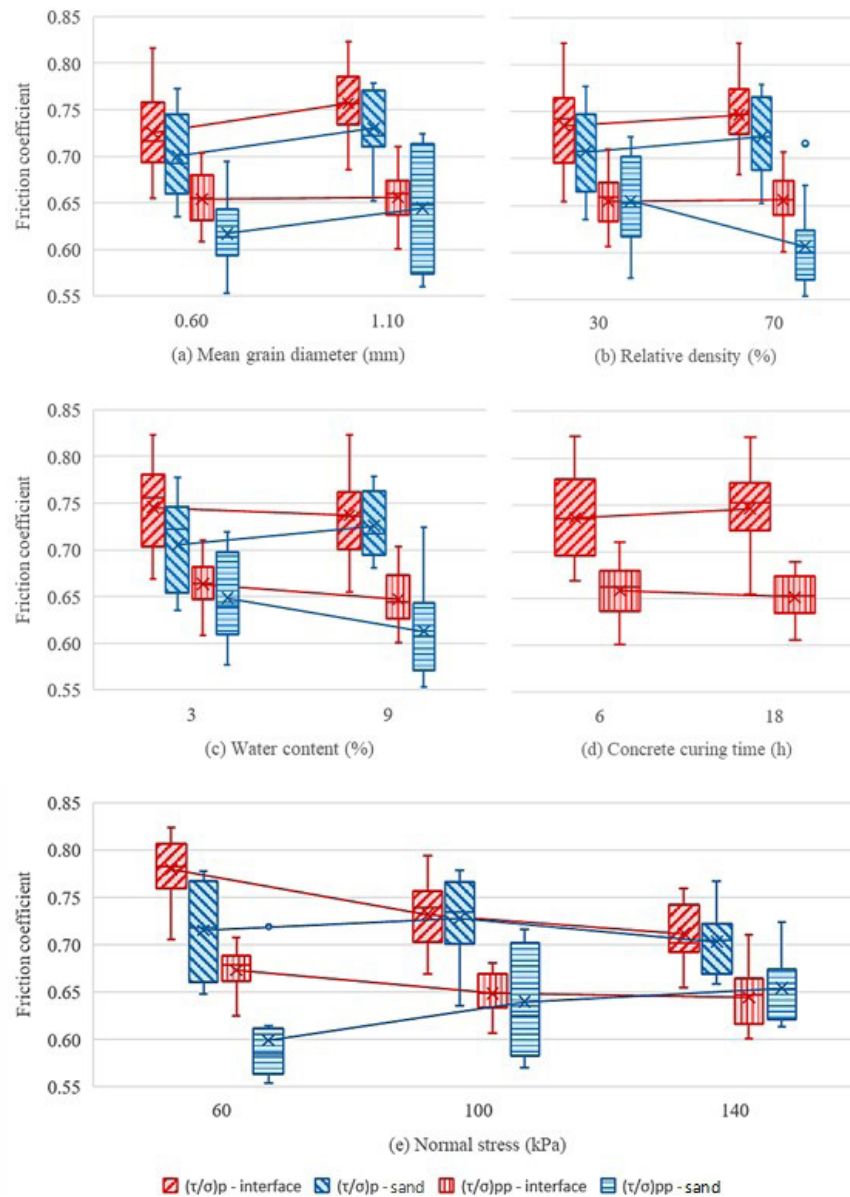 0.85
0.80
0.75
0.70
0.65
0.60
0.55
Friction coefficient
0.60 1.10
(a) Mean grain diameter (mm)
30 70
(b) Relative density (%)
0.85
0.80
0.75
0.70
0.65
0.60
0.55
Friction coefficient
3 9
(c) Water content (%)
6 18
(d) Concrete curing time (h)
0.85
0.80
0.75
0.70
0.65
0.60
0.55
Friction coefficient
60 100 140
(e) Normal stress (kPa)
(τ/σ)p - interface (τ/σ)p - sand (τ/σ)pp - interface (τ/σ)pp - sand